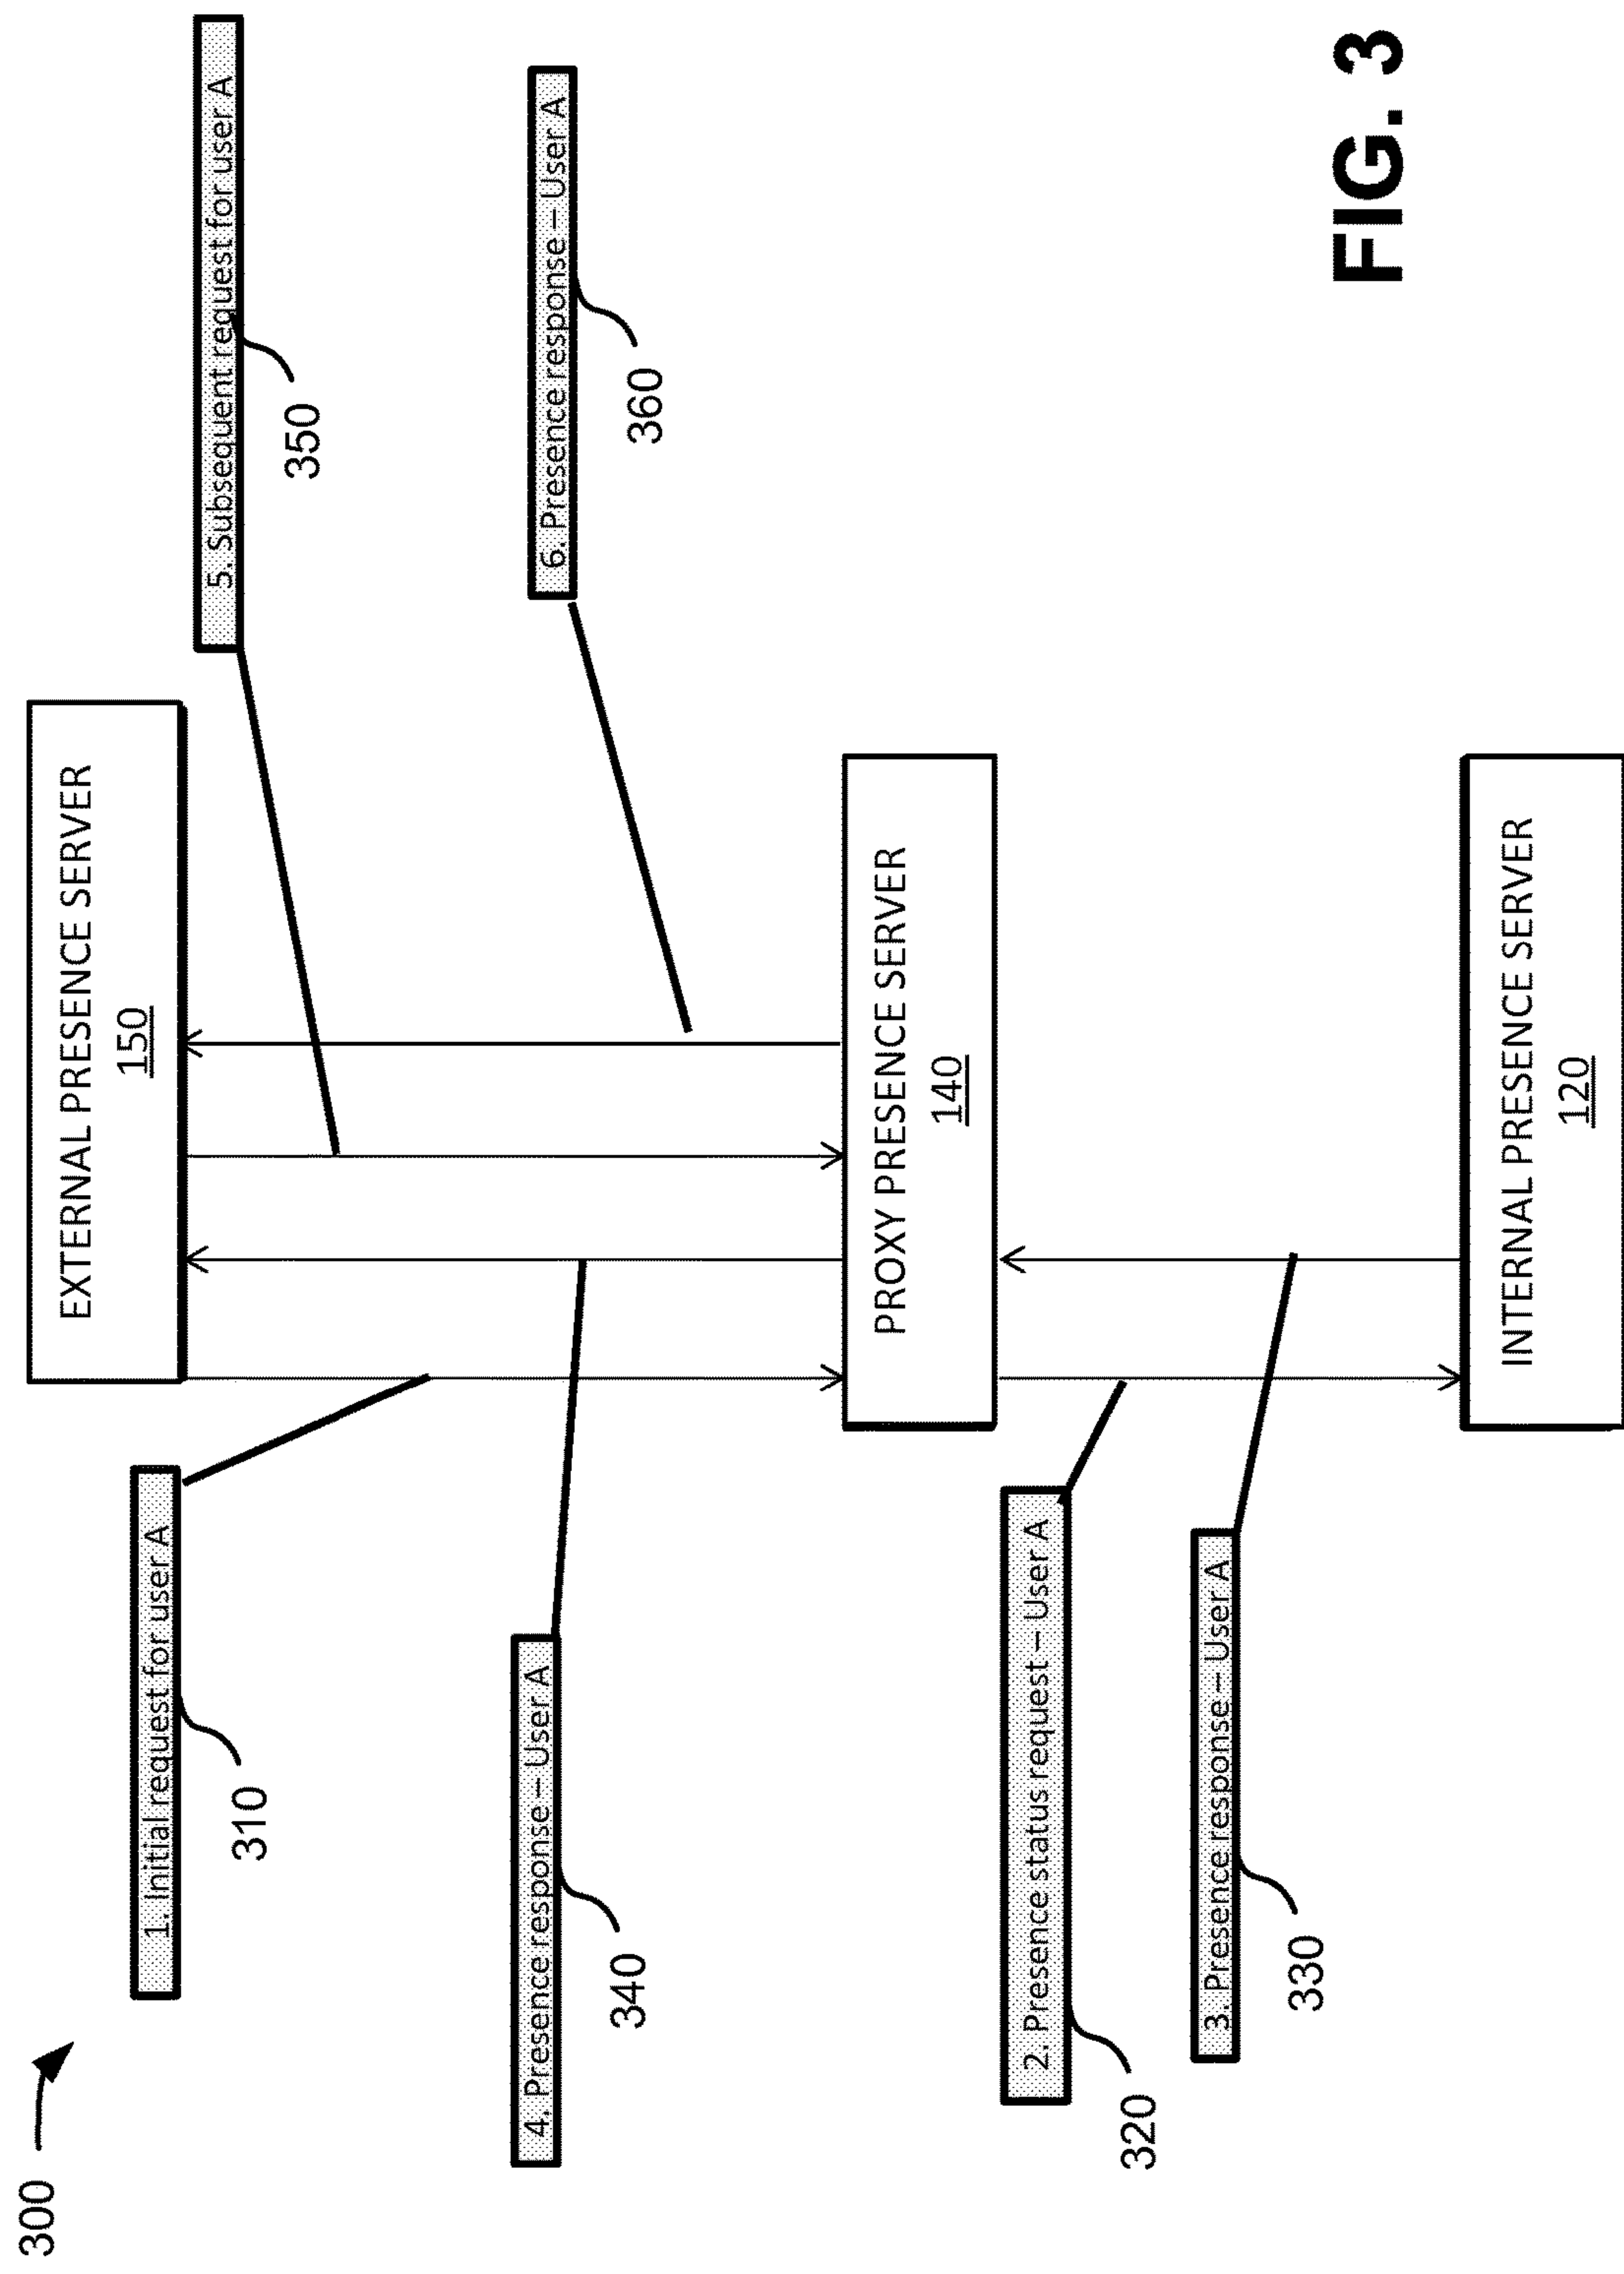 300
1. Initial request for user A
310
4. Presence response – User A
340
2. Presence status request – User A
320
3. Presence response – User A
330
EXTERNAL PRESENCE SERVER
150
PROXY PRESENCE SERVER
140
INTERNAL PRESENCE SERVER
120
5. Subsequent request for user A
350
6. Presence response – User A
360
FIG. 3